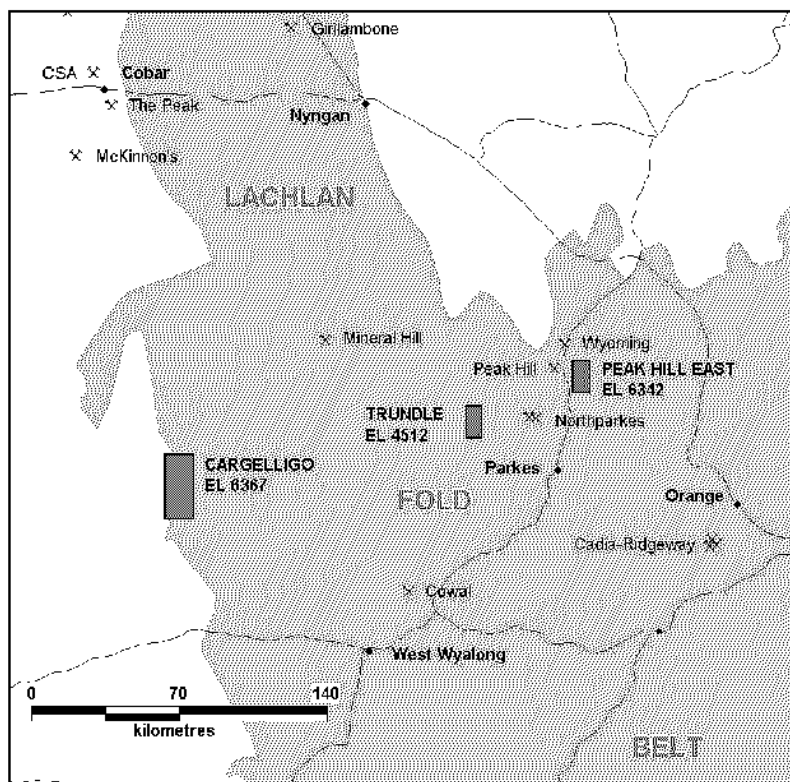 Girilambone
CSA
Cobar
The Peak
Nyngan
McKinnon's
LACHLAN
Mineral Hill
Wyoming
Peak Hill
PEAK HILL EAST
EL 6342
TRUNDLE
EL 4512
Northparkes
CARGELLIGO
EL 6367
Parkes
FOLD
Orange
Cadia-Ridgeway
Cowal
West Wyalong
0 70 140
kilometres
BELT